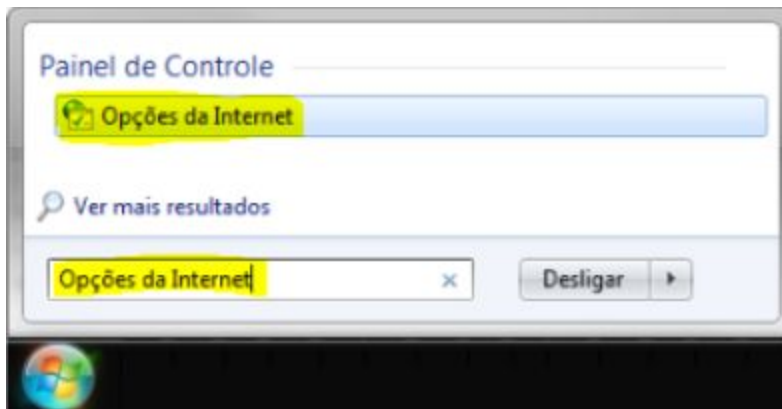 Painel de Controle
Opções da Internet
Ver mais resultados
Opções da Internet
Desligar